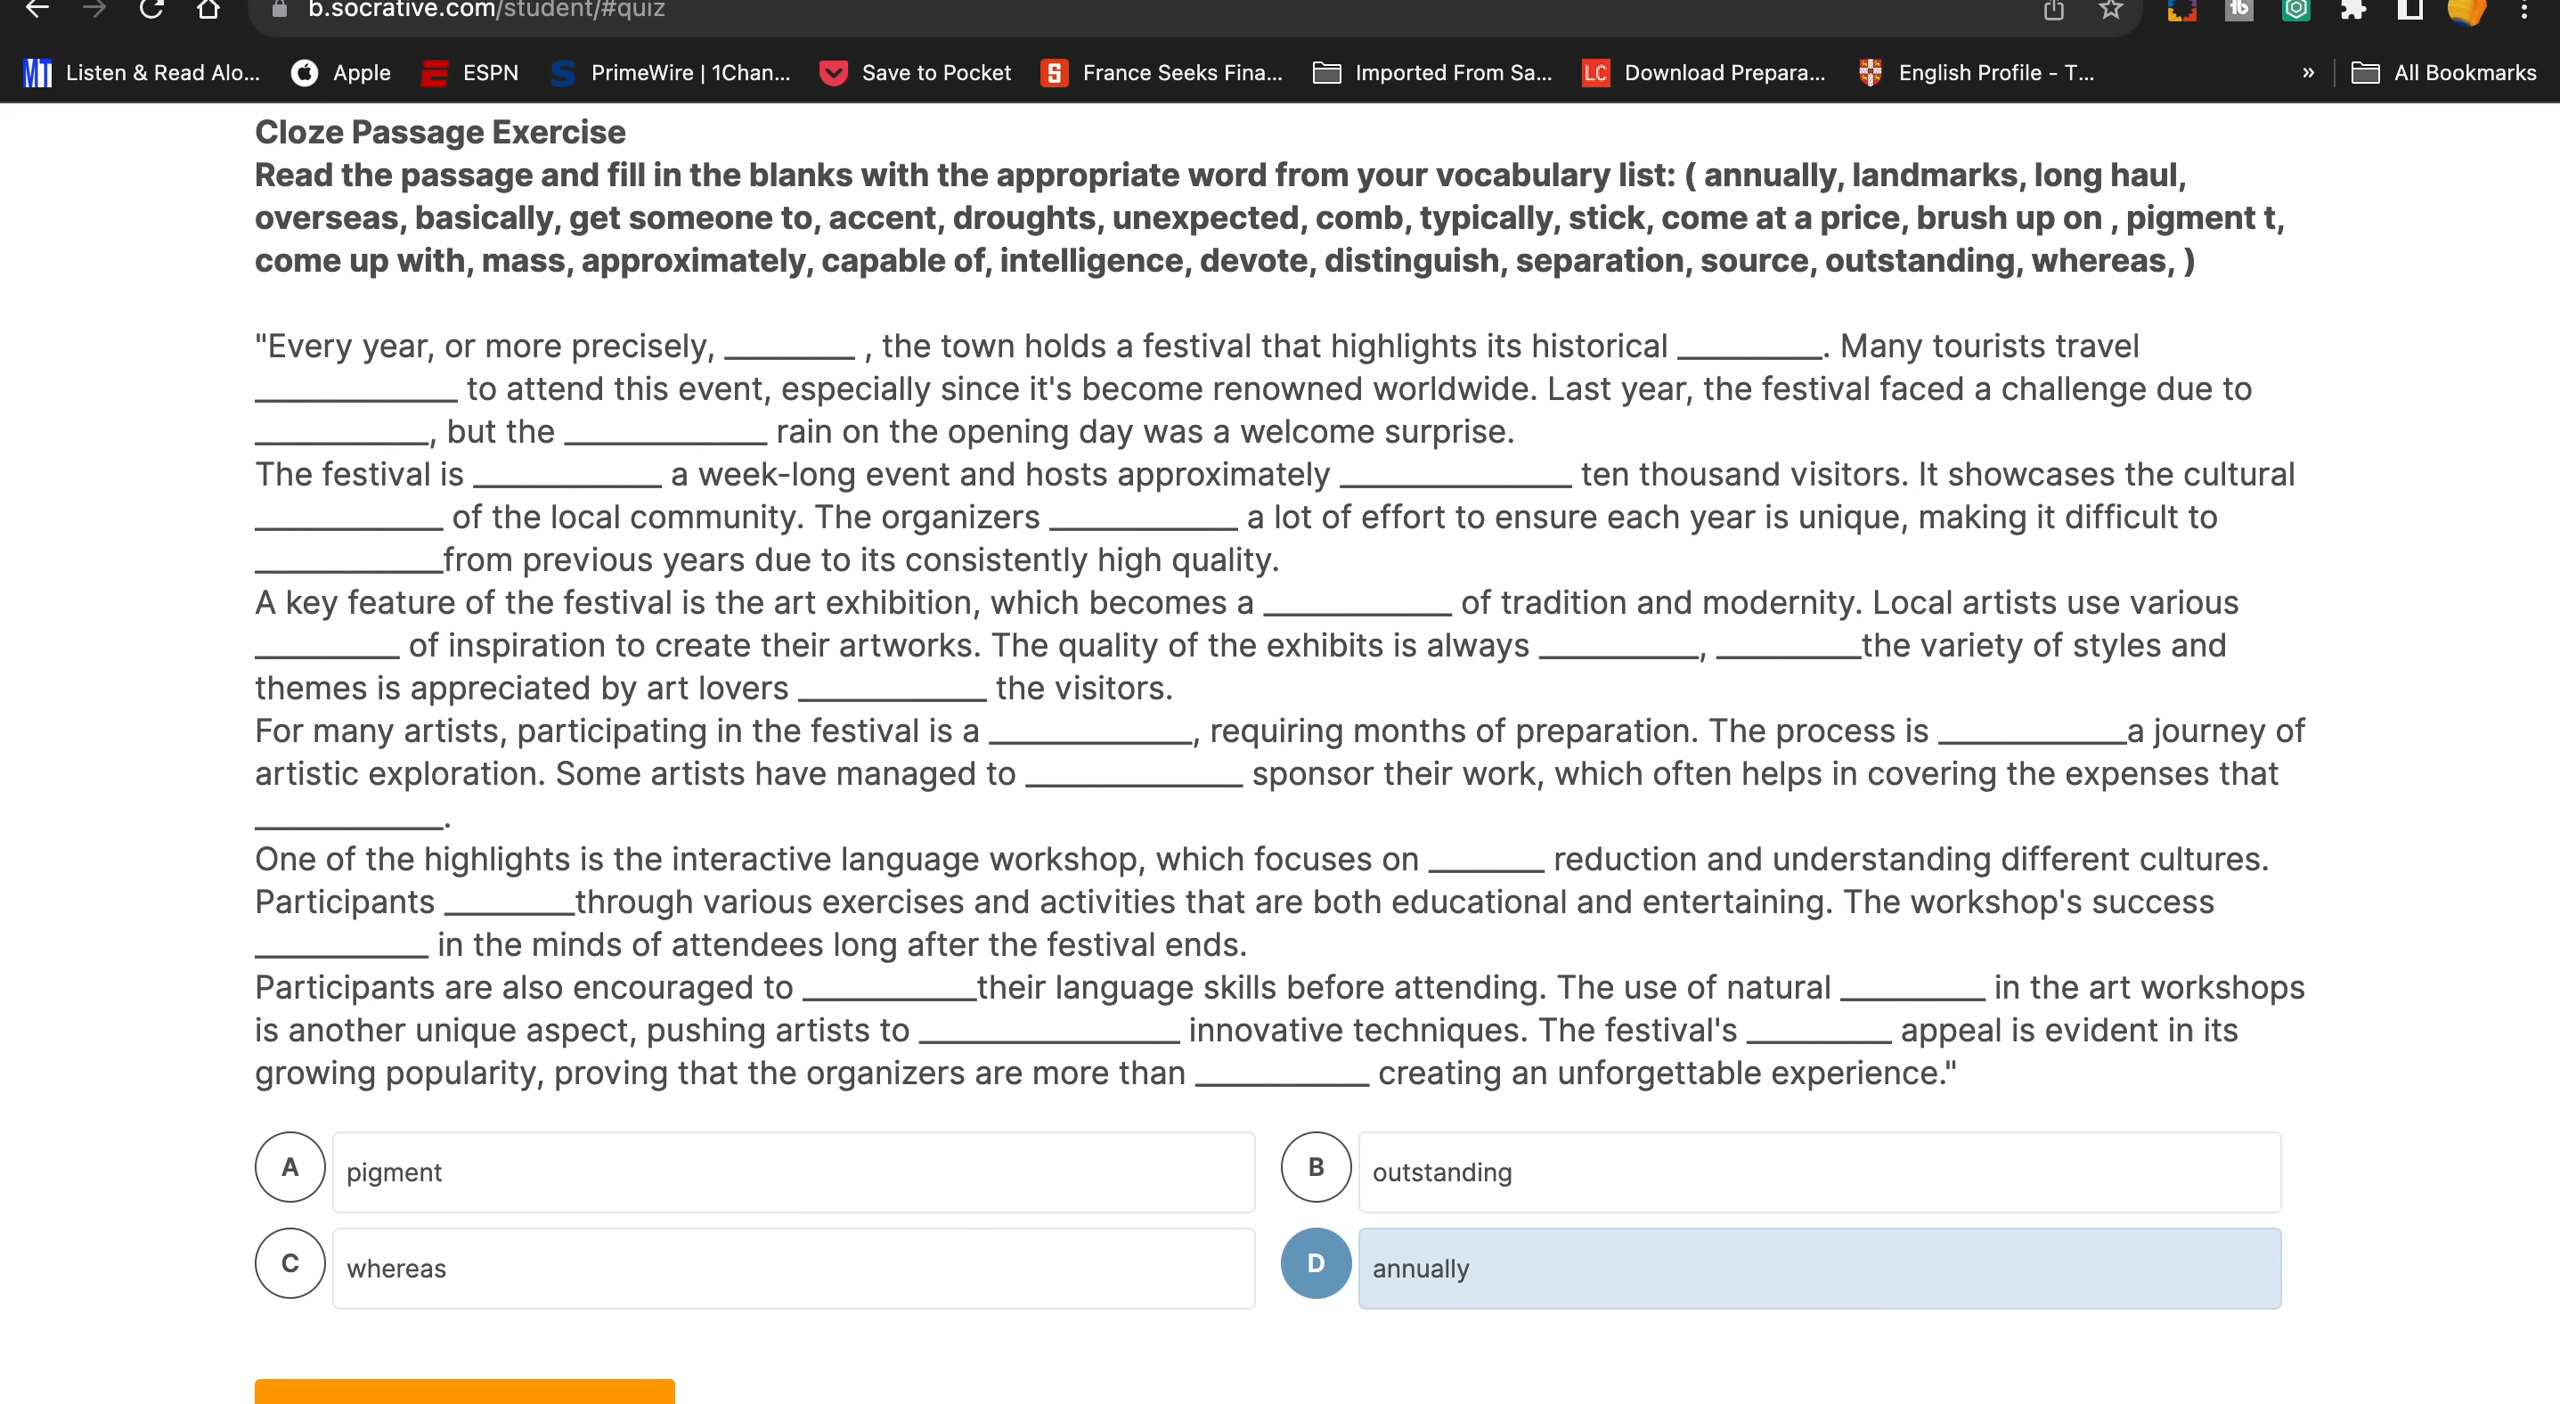 b.socrative.com/student/#quiz
Listen & Read Alo... Apple ESPN PrimeWire | 1Chan... Save to Pocket France Seeks Fina... Imported From Sa... LC Download Prepara... English Profile - T... » All Bookmarks
Cloze Passage Exercise
Read the passage and fill in the blanks with the appropriate word from your vocabulary list: ( annually, landmarks, long haul,
overseas, basically, get someone to, accent, droughts, unexpected, comb, typically, stick, come at a price, brush up on , pigment t,
come up with, mass, approximately, capable of, intelligence, devote, distinguish, separation, source, outstanding, whereas, )
"Every year, or more precisely, _________ , the town holds a festival that highlights its historical __________. Many tourists travel
______________ to attend this event, especially since it's become renowned worldwide. Last year, the festival faced a challenge due to
____________, but the ______________ rain on the opening day was a welcome surprise.
The festival is _____________ a week-long event and hosts approximately ________________ ten thousand visitors. It showcases the cultural
_____________ of the local community. The organizers _____________ a lot of effort to ensure each year is unique, making it difficult to
_____________from previous years due to its consistently high quality.
A key feature of the festival is the art exhibition, which becomes a _____________ of tradition and modernity. Local artists use various
__________ of inspiration to create their artworks. The quality of the exhibits is always ___________, __________the variety of styles and
themes is appreciated by art lovers _____________ the visitors.
For many artists, participating in the festival is a ______________, requiring months of preparation. The process is _____________a journey of
artistic exploration. Some artists have managed to _______________ sponsor their work, which often helps in covering the expenses that
_____________.
One of the highlights is the interactive language workshop, which focuses on ________ reduction and understanding different cultures.
Participants _________through various exercises and activities that are both educational and entertaining. The workshop's success
____________ in the minds of attendees long after the festival ends.
Participants are also encouraged to ____________their language skills before attending. The use of natural __________ in the art workshops
is another unique aspect, pushing artists to __________________ innovative techniques. The festival's __________ appeal is evident in its
growing popularity, proving that the organizers are more than ____________ creating an unforgettable experience."
A pigment
B outstanding
C whereas
D annually